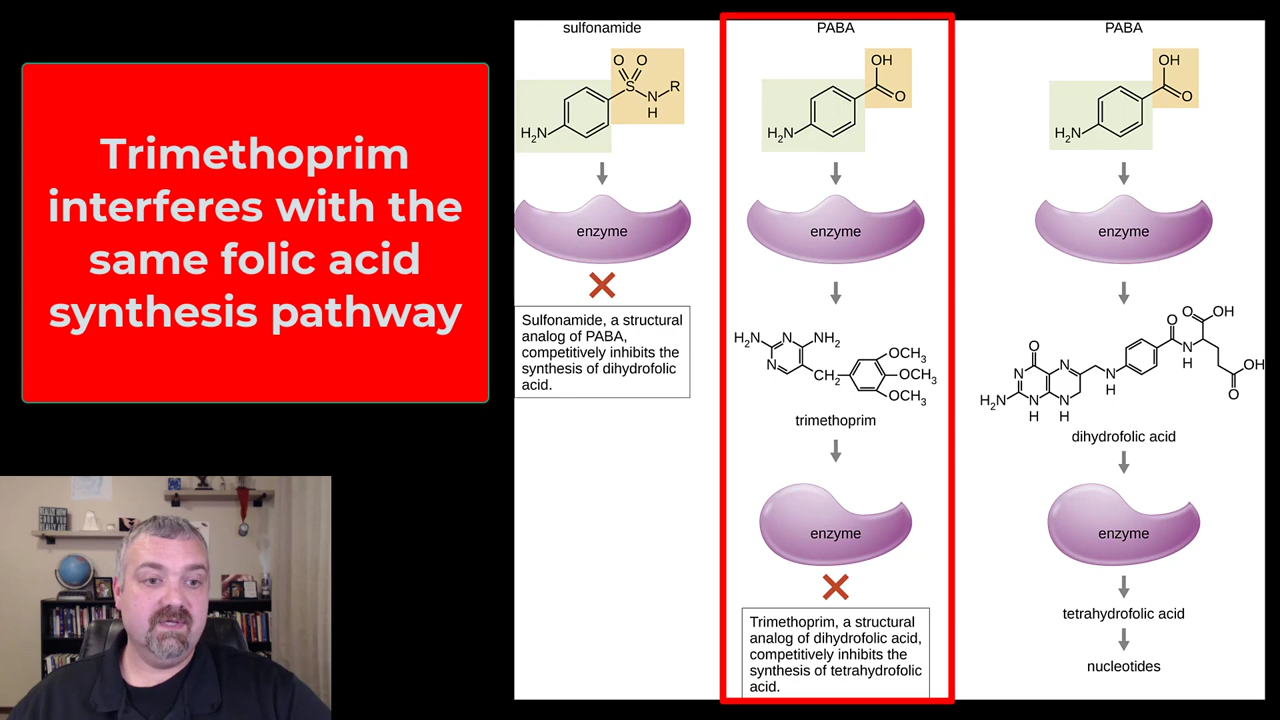 Trimethoprim
interferes with the
same folic acid
synthesis pathway
sulfonamide
O O
S
N
H
R
H₂N
enzyme
Sulfonamide, a structural
analog of PABA,
competitively inhibits the
synthesis of dihydrofolic
acid.
PABA
OH
O
H₂N
enzyme
H₂N
N
NH₂
N
CH₂
OCH₃
OCH₃
OCH₃
trimethoprim
enzyme
Trimethoprim, a structural
analog of dihydrofolic acid,
competitively inhibits the
synthesis of tetrahydrofolic
acid.
PABA
OH
O
H₂N
enzyme
O
OH
O
O
N
H
OH
O
N
N
N
H
H₂N
N
H
N
H
dihydrofolic acid
enzyme
tetrahydrofolic acid
nucleotides